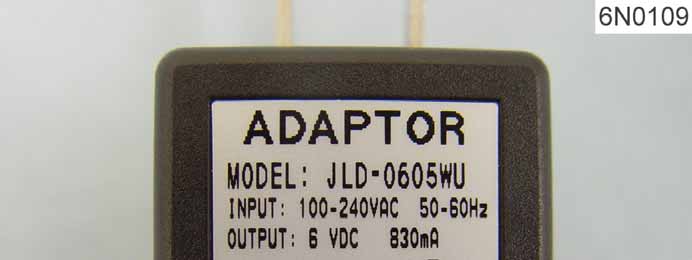 6N0109
ADAPTOR
MODEL: JLD-0605WU
INPUT: 100-240VAC 50-60Hz
OUTPUT: 6 VDC 830mA